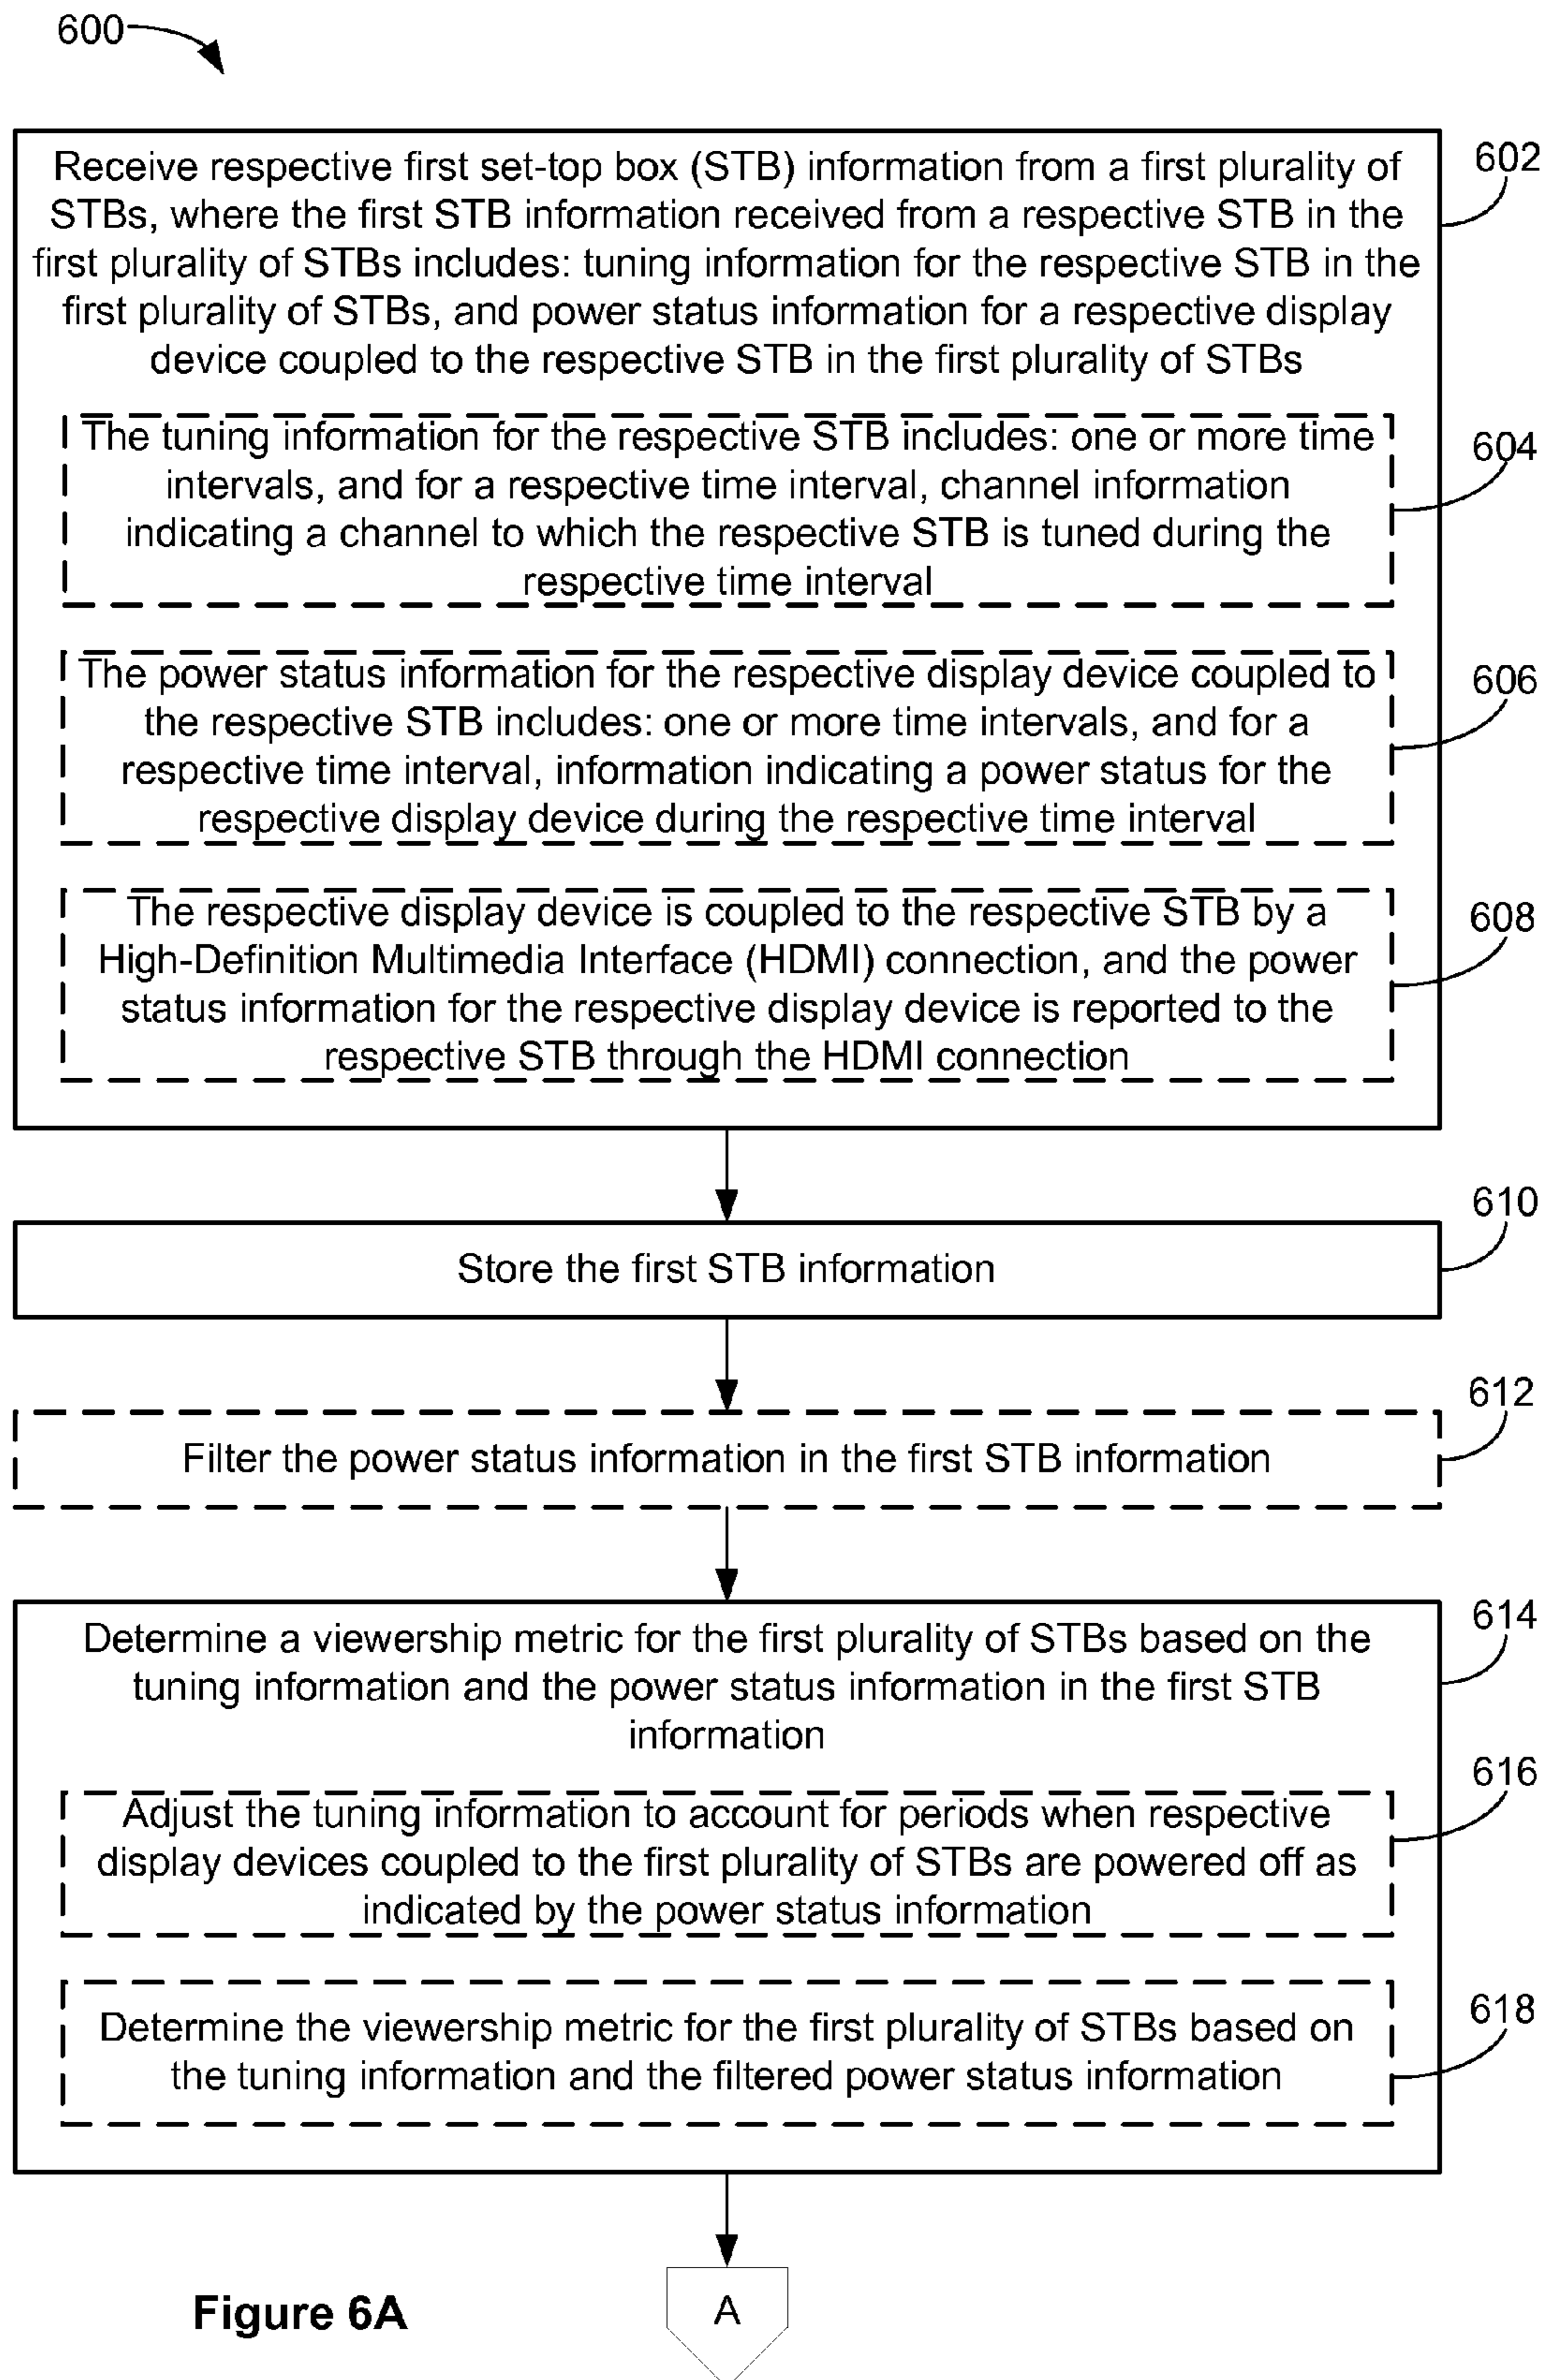 600
Receive respective first set-top box (STB) information from a first plurality of
STBs, where the first STB information received from a respective STB in the
first plurality of STBs includes: tuning information for the respective STB in the
first plurality of STBs, and power status information for a respective display
device coupled to the respective STB in the first plurality of STBs
602
The tuning information for the respective STB includes: one or more time
intervals, and for a respective time interval, channel information
indicating a channel to which the respective STB is tuned during the
respective time interval
604
The power status information for the respective display device coupled to
the respective STB includes: one or more time intervals, and for a
respective time interval, information indicating a power status for the
respective display device during the respective time interval
606
The respective display device is coupled to the respective STB by a
High-Definition Multimedia Interface (HDMI) connection, and the power
status information for the respective display device is reported to the
respective STB through the HDMI connection
608
Store the first STB information
610
Filter the power status information in the first STB information
612
Determine a viewership metric for the first plurality of STBs based on the
tuning information and the power status information in the first STB
information
614
Adjust the tuning information to account for periods when respective
display devices coupled to the first plurality of STBs are powered off as
indicated by the power status information
616
Determine the viewership metric for the first plurality of STBs based on
the tuning information and the filtered power status information
618
A
Figure 6A